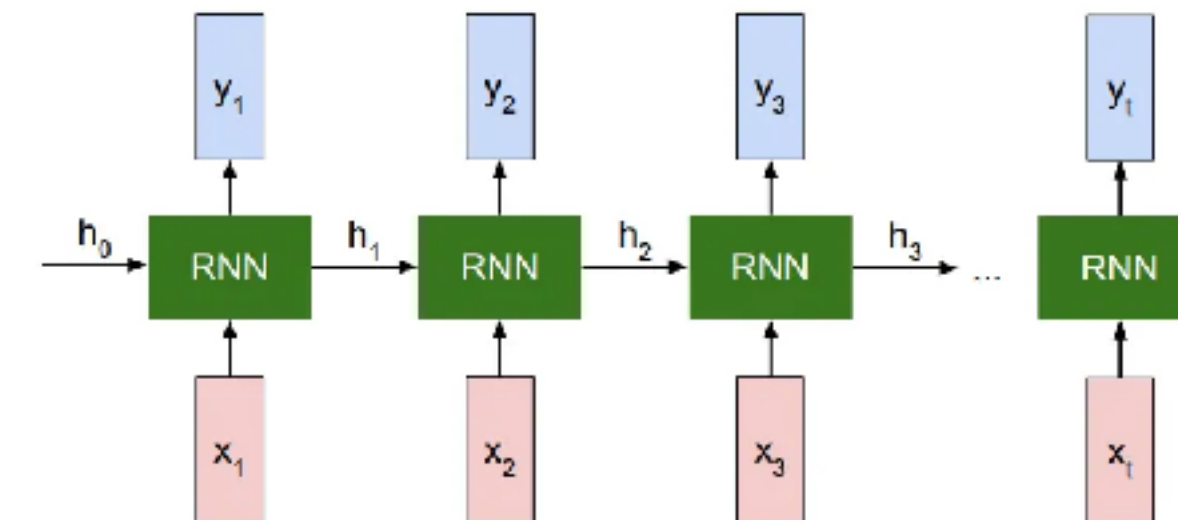 y₁ y₂ y₃ yₜ
h₀ h₁ h₂ h₃
RNN RNN RNN ... RNN
x₁ x₂ x₃ xₜ